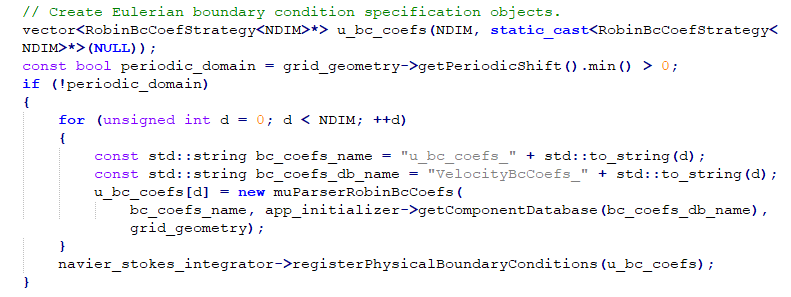 // Create Eulerian boundary condition specification objects.
vector<RobinBcCoefStrategy<NDIM>*> u_bc_coefs(NDIM, static_cast<RobinBcCoefStrategy<
NDIM>*>(NULL));
const bool periodic_domain = grid_geometry->getPeriodicShift().min() > 0;
if (!periodic_domain)
{
for (unsigned int d = 0; d < NDIM; ++d)
{
const std::string bc_coefs_name = "u_bc_coefs_" + std::to_string(d);
const std::string bc_coefs_db_name = "VelocityBcCoefs_" + std::to_string(d);
u_bc_coefs[d] = new muParserRobinBcCoefs(
bc_coefs_name, app_initializer->getComponentDatabase(bc_coefs_db_name),
grid_geometry);
}
navier_stokes_integrator->registerPhysicalBoundaryConditions(u_bc_coefs);
}